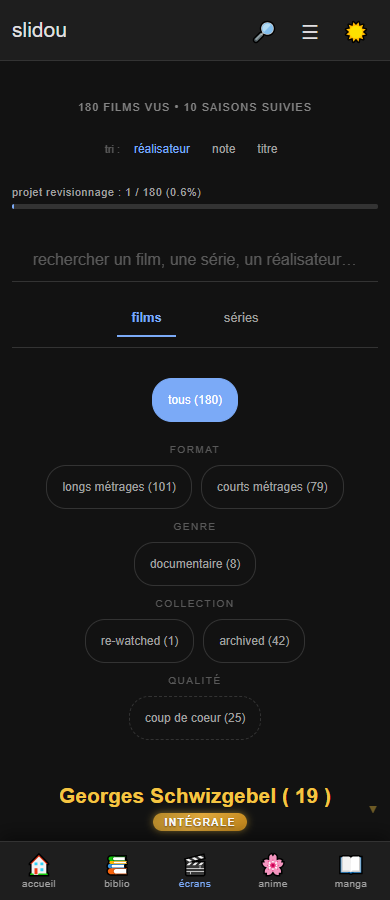 slidou
180 FILMS VUS • 10 SAISONS SUIVIES
tri : réalisateur note titre
projet revisionnage : 1 / 180 (0.6%)
rechercher un film, une série, un réalisateur…
films séries
tous (180)
FORMAT
longs métrages (101) courts métrages (79)
GENRE
documentaire (8)
COLLECTION
re-watched (1) archived (42)
QUALITÉ
coup de coeur (25)
Georges Schwizgebel ( 19 )
INTÉGRALE
accueil biblio écrans anime manga